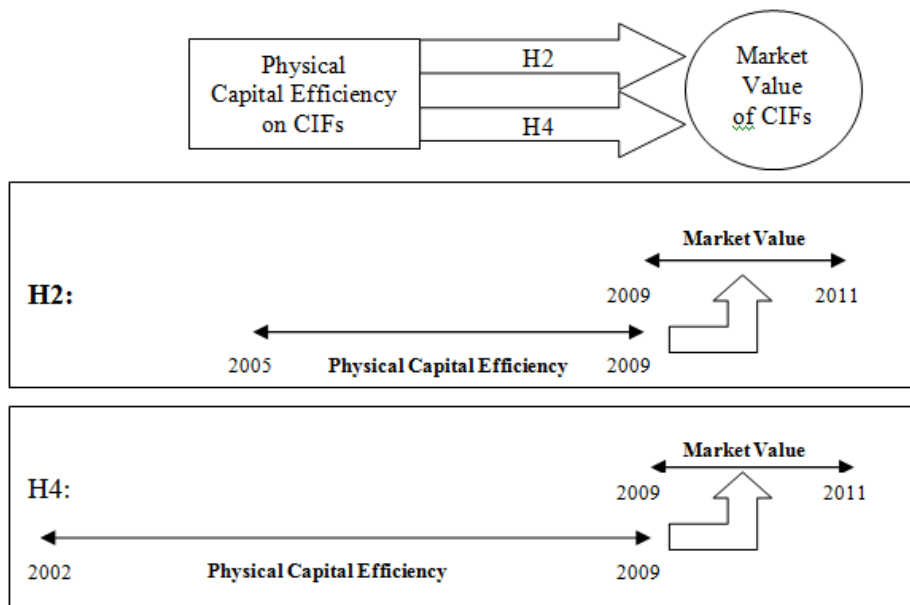 Physical
Capital Efficiency
on CIFs
H2
H4
Market
Value
of CIFs
Market Value
H2:
2009 2011
2005 Physical Capital Efficiency 2009
Market Value
H4:
2009 2011
2002 Physical Capital Efficiency 2009